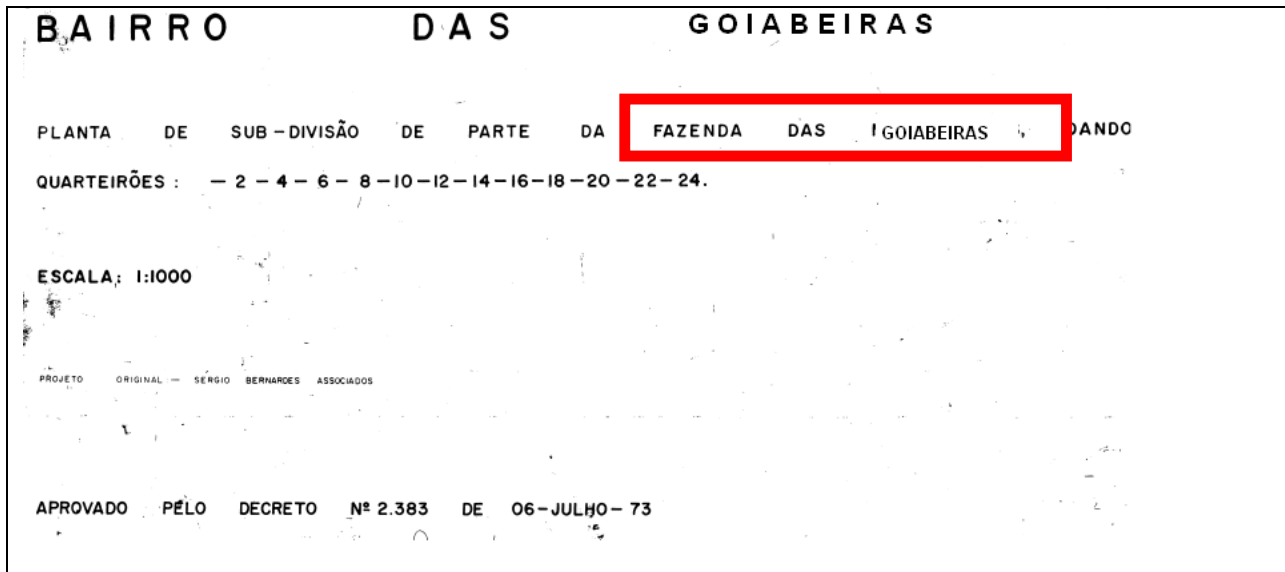 BAIRRO DAS GOIABEIRAS
PLANTA DE SUB-DIVISÃO DE PARTE DA FAZENDA DAS GOIABEIRAS, DANDO
QUARTEIRÕES: -2-4-6-8-10-12-14-16-18-20-22-24.
ESCALA: 1:1000
PROJETO ORIGINAL - SÉRGIO BERNARDES ASSOCIADOS
APROVADO PELO DECRETO Nº 2.383 DE 06-JULHO-73